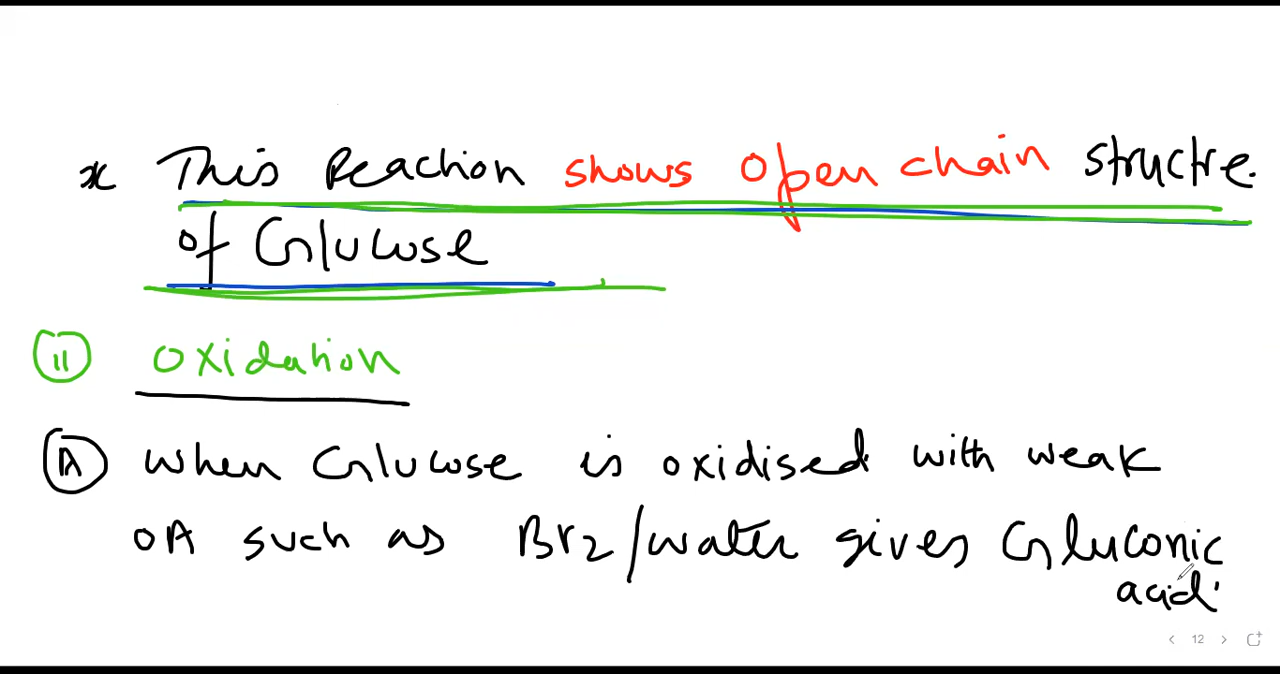 x This Reaction shows open chain structre.
of Glucose
(II) Oxidation
(A) when Glucose is oxidised with weak
OA such as Br2/water gives Gluconic
acid.
12